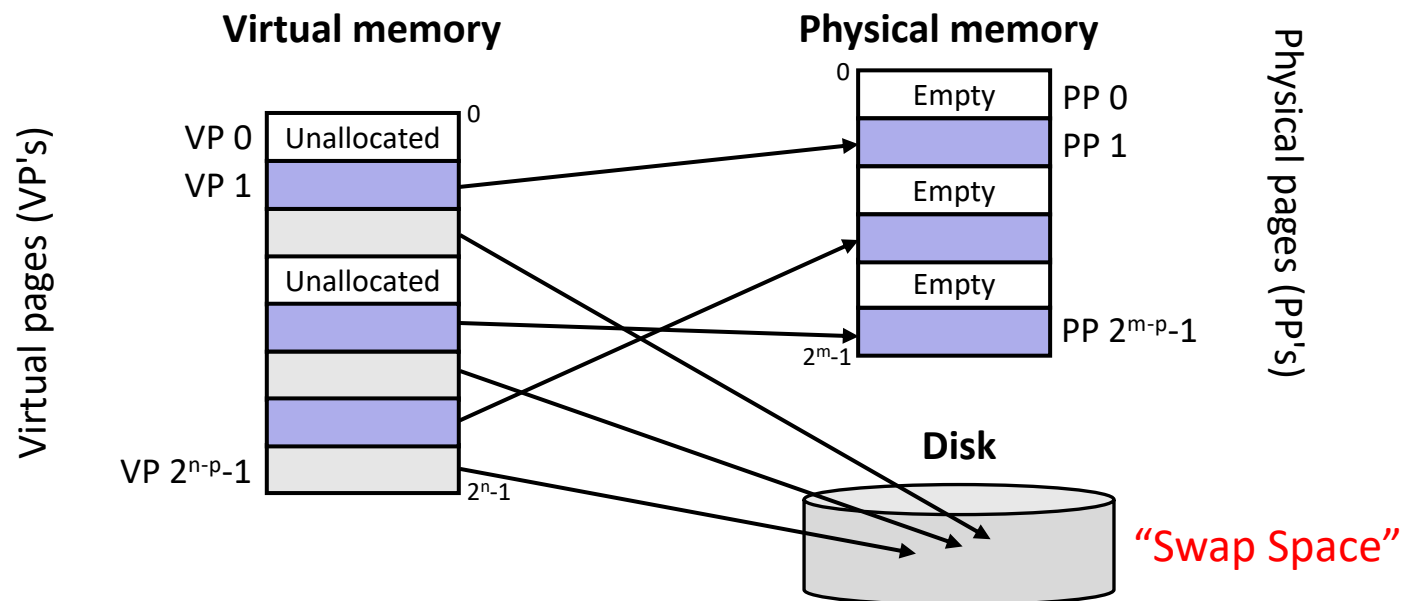 Virtual memory
Physical memory
Virtual pages (VP's)
Physical pages (PP's)
0
VP 0 Unallocated
VP 1
Unallocated
VP 2ⁿ⁻ᵖ-1
2ⁿ-1
0
Empty PP 0
PP 1
Empty
Empty
2ᵐ-1 PP 2ᵐ⁻ᵖ-1
Disk
“Swap Space”